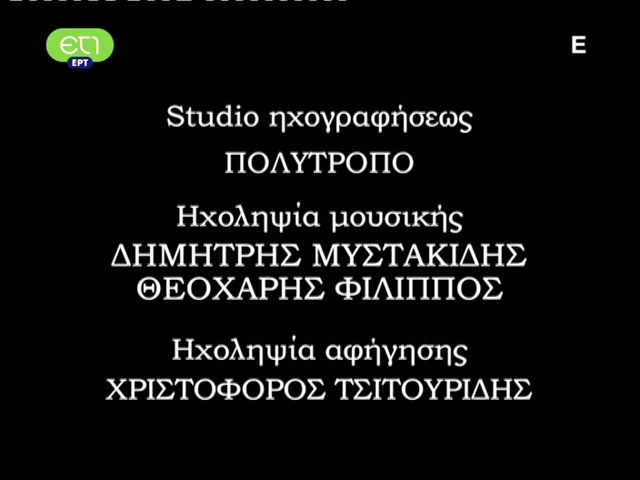 ετ1
ΕΡΤ
E
Studio ηχογραφήσεως
ΠΟΛΥΤΡΟΠΟ
Ηχοληψία μουσικής
ΔΗΜΗΤΡΗΣ ΜΥΣΤΑΚΙΔΗΣ
ΘΕΟΧΑΡΗΣ ΦΙΛΙΠΠΟΣ
Ηχοληψία αφήγησης
ΧΡΙΣΤΟΦΟΡΟΣ ΤΣΙΤΟΥΡΙΔΗΣ